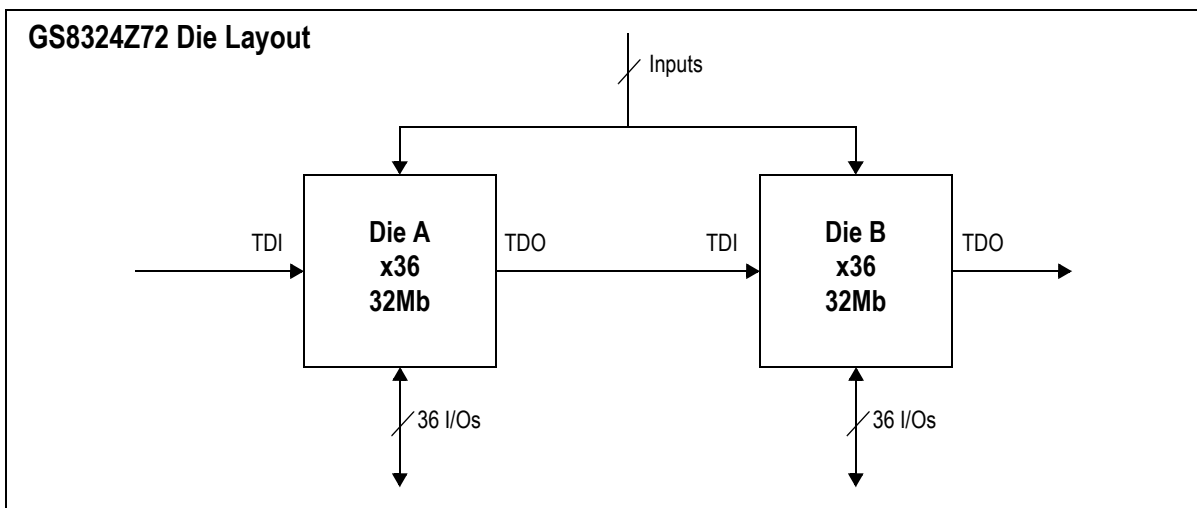 GS8324Z72 Die Layout
Inputs
TDI
Die A
x36
32Mb
TDO
TDI
Die B
x36
32Mb
TDO
36 I/Os
36 I/Os